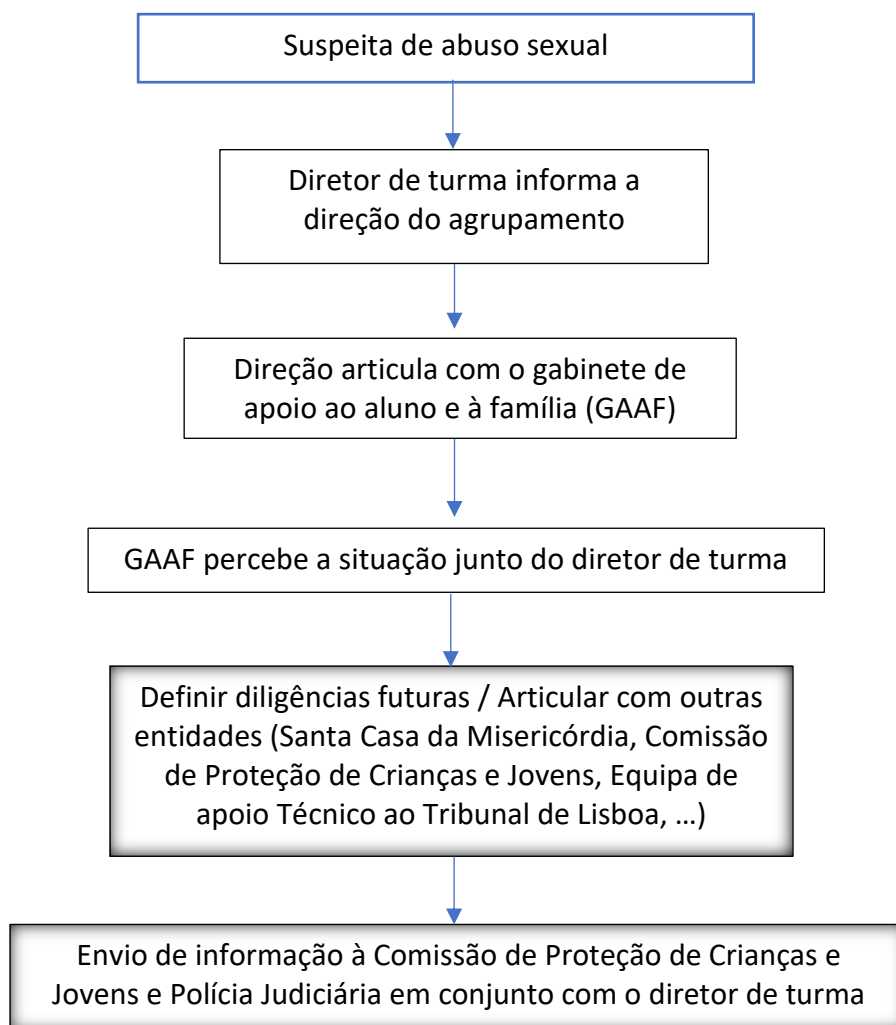 Suspeita de abuso sexual
Diretor de turma informa a
direção do agrupamento
Direção articula com o gabinete de
apoio ao aluno e à família (GAAF)
GAAF percebe a situação junto do diretor de turma
Definir diligências futuras / Articular com outras
entidades (Santa Casa da Misericórdia, Comissão
de Proteção de Crianças e Jovens, Equipa de
apoio Técnico ao Tribunal de Lisboa, …)
Envio de informação à Comissão de Proteção de Crianças e
Jovens e Polícia Judiciária em conjunto com o diretor de turma